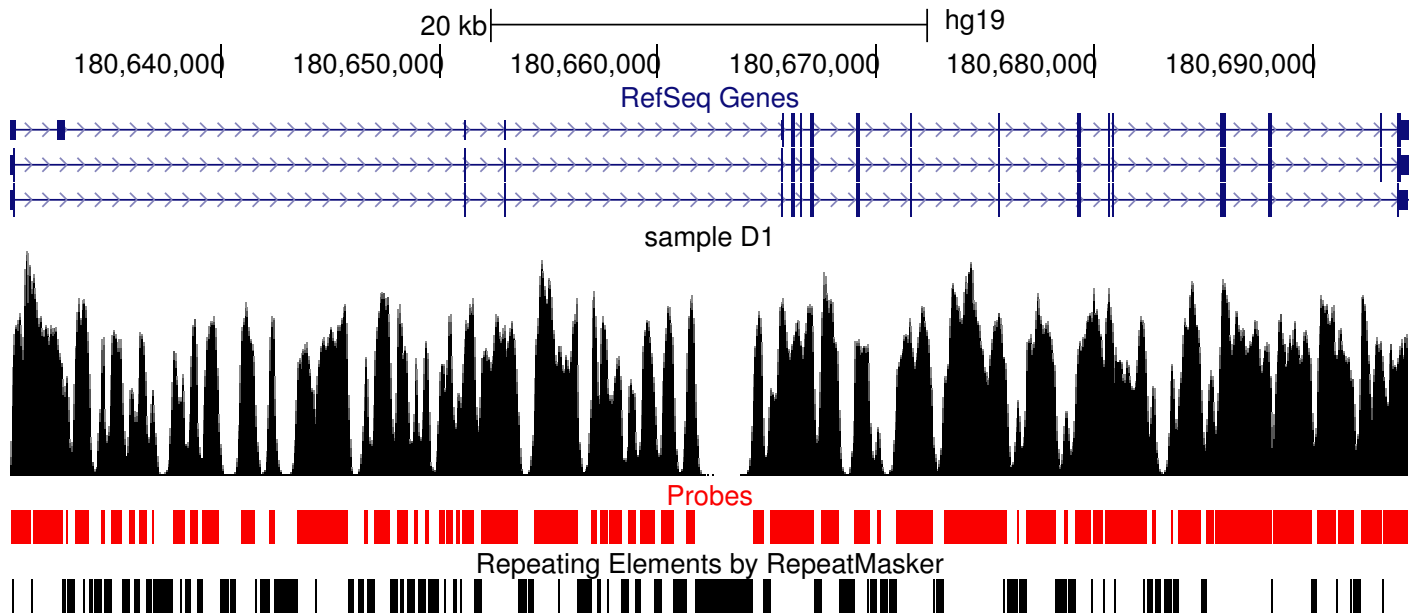 20 kb hg19
180,640,000 180,650,000 180,660,000 180,670,000 180,680,000 180,690,000
RefSeq Genes
sample D1
Probes
Repeating Elements by RepeatMasker